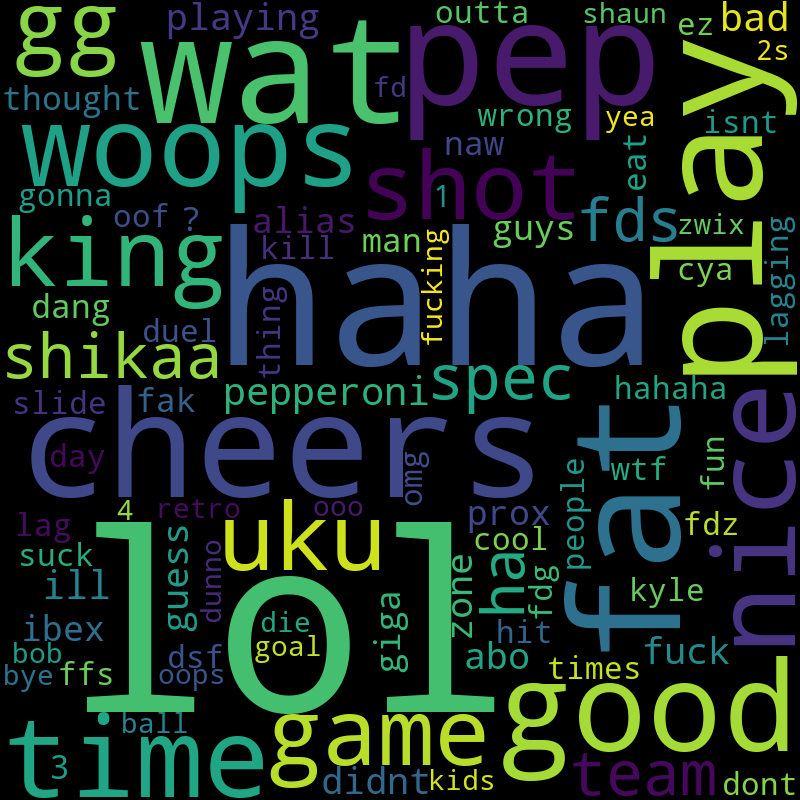 gg
playing
outta
shaun
ez
bad
wat
pep
play
2s
thought
fd
wrong
yea
isnt
woops
naw
shot
eat
gonna
1
oof
?
alias
fds
zwix
king
kill
man
fucking
guys
cya
lagging
dang
haha
thing
duel
shikaa
spec
pepperoni
hahaha
slide
fak
cheers
nice
day
omg
fat
wtf
fun
people
lag
4
retro
ooo
prox
fdz
uku
cool
suck
lol
guess
dunno
zone
ha
fdg
ill
giga
kyle
ibex
die
hit
bob
goal
abo
fuck
bye
ffs
dsf
oops
times
good
time
ball
game
3
didnt
kids
team
dont